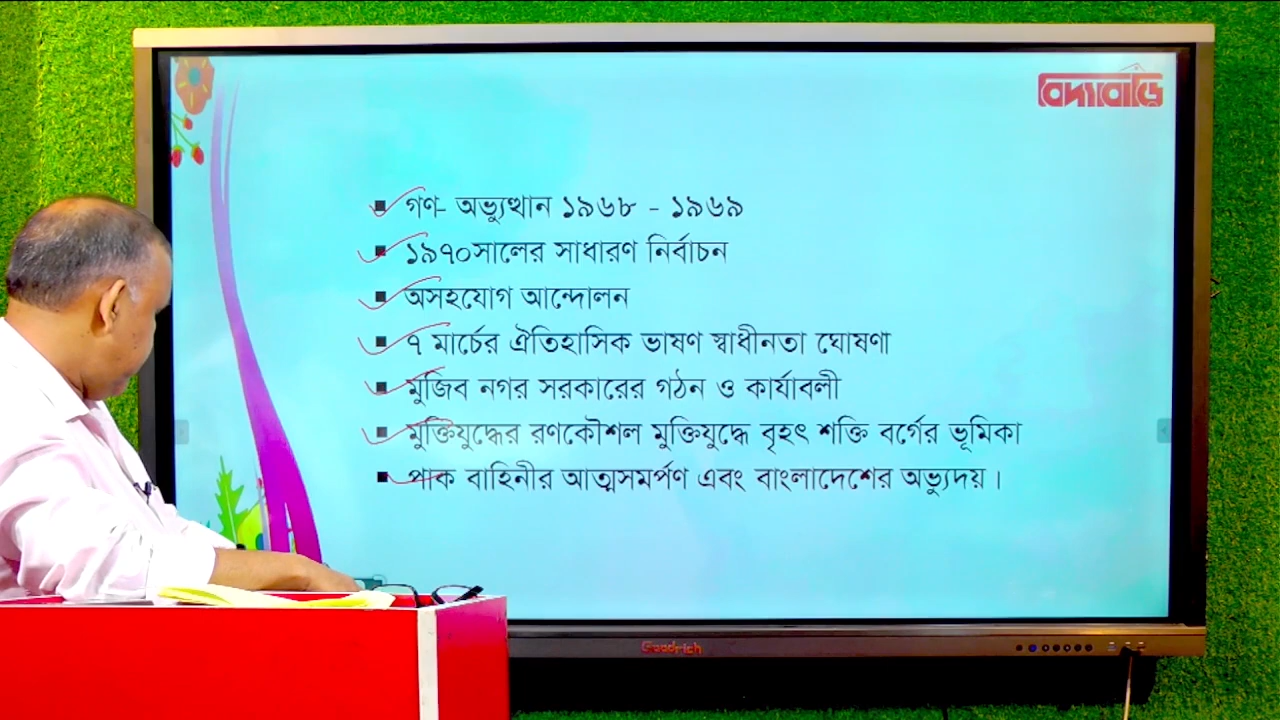 বিদ্যাবাড়ি
গণ- অভ্যুত্থান ১৯৬৮ - ১৯৬৯
১৯৭০সালের সাধারণ নির্বাচন
অসহযোগ আন্দোলন
৭ মার্চের ঐতিহাসিক ভাষণ স্বাধীনতা ঘোষণা
মুজিব নগর সরকারের গঠন ও কার্যাবলী
মুক্তিযুদ্ধের রণকৌশল মুক্তিযুদ্ধে বৃহৎ শক্তি বর্গের ভূমিকা
পাক বাহিনীর আত্মসমর্পণ এবং বাংলাদেশের অভ্যুদয়।
Goodrich